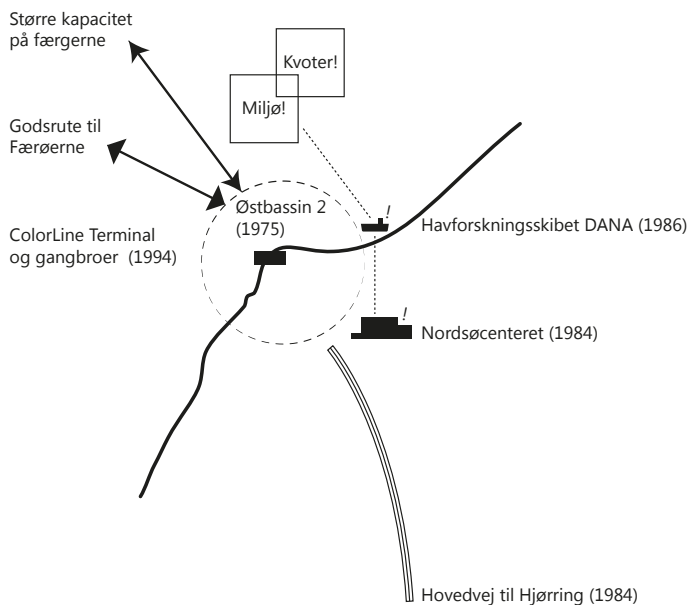 Større kapacitet
på færgerne
Kvoter!
Miljø!
Godsrute til
Færøerne
Østbassin 2
(1975)
Havforskningsskibet DANA (1986)
ColorLine Terminal
og gangbroer (1994)
Nordsøcenteret (1984)
Hovedvej til Hjørring (1984)